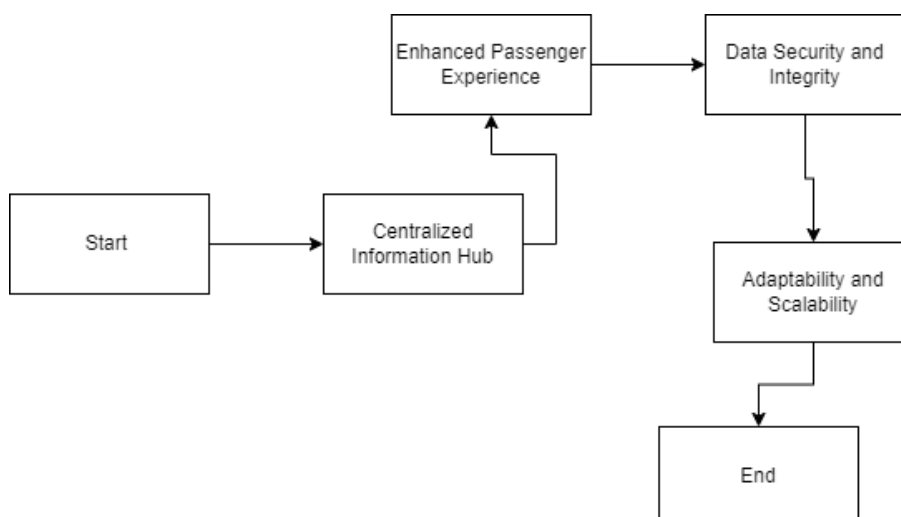 Enhanced Passenger
Experience
Data Security and
Integrity
Start
Centralized
Information Hub
Adaptability and
Scalability
End